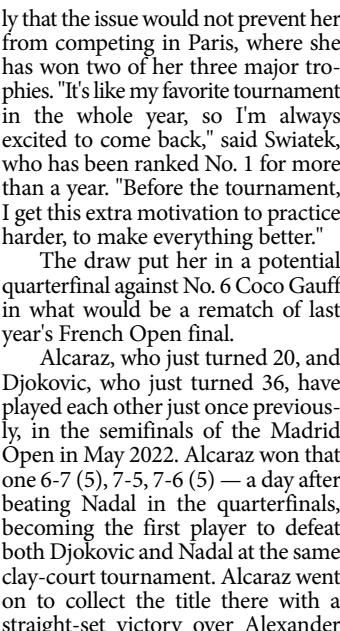 ly that the issue would not prevent her
from competing in Paris, where she
has won two of her three major tro-
phies. "It's like my favorite tournament
in the whole year, so I'm always
excited to come back," said Swiatek,
who has been ranked No. 1 for more
than a year. "Before the tournament,
I get this extra motivation to practice
harder, to make everything better."
The draw put her in a potential
quarterfinal against No. 6 Coco Gauff
in what would be a rematch of last
year's French Open final.
Alcaraz, who just turned 20, and
Djokovic, who just turned 36, have
played each other just once previous-
ly, in the semifinals of the Madrid
Open in May 2022. Alcaraz won that
one 6-7 (5), 7-5, 7-6 (5) — a day after
beating Nadal in the quarterfinals,
becoming the first player to defeat
both Djokovic and Nadal at the same
clay-court tournament. Alcaraz went
on to collect the title there with a
straight-set victory over Alexander